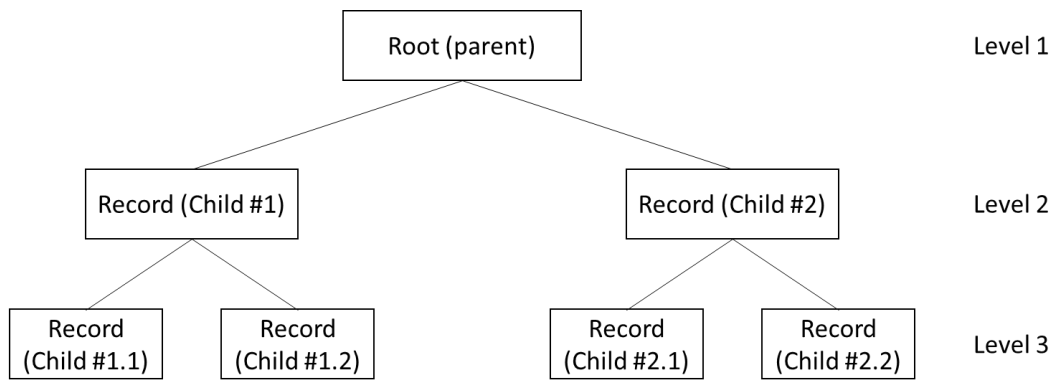 Root (parent)
Level 1
Record (Child #1)
Record (Child #2)
Level 2
Record
(Child #1.1)
Record
(Child #1.2)
Record
(Child #2.1)
Record
(Child #2.2)
Level 3